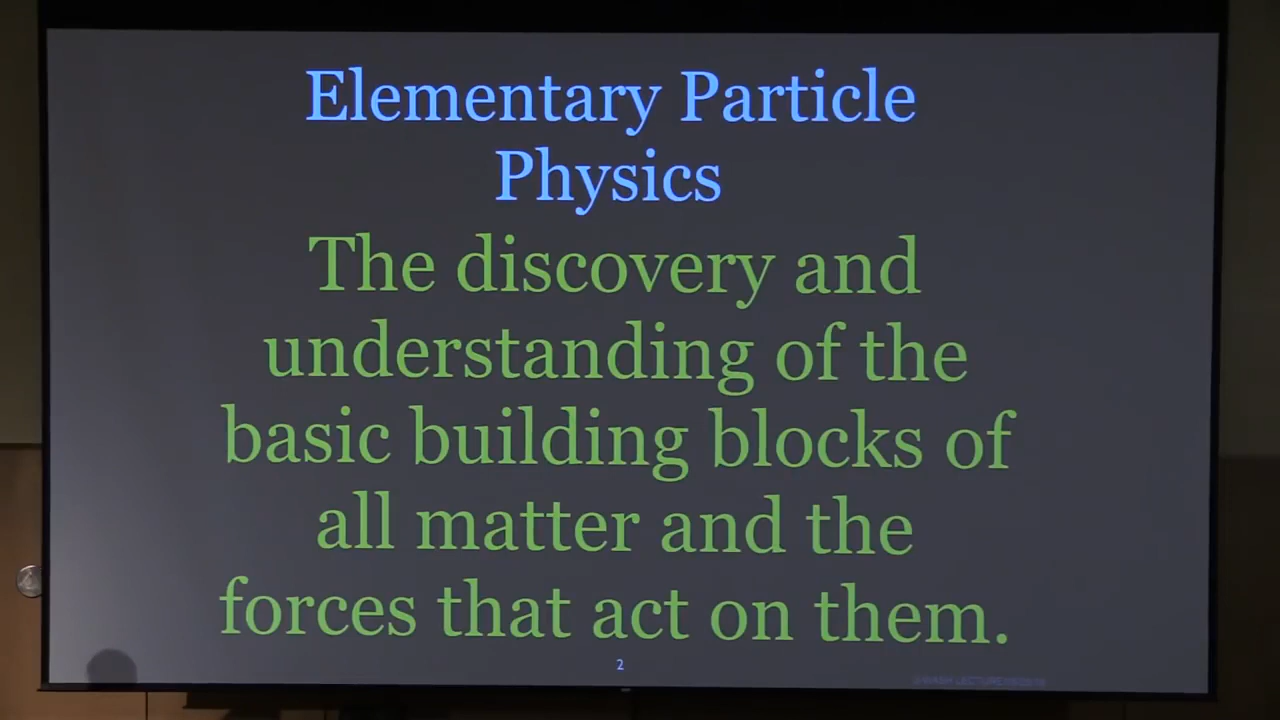 Elementary Particle
Physics
The discovery and
understanding of the
basic building blocks of
all matter and the
forces that act on them.
2